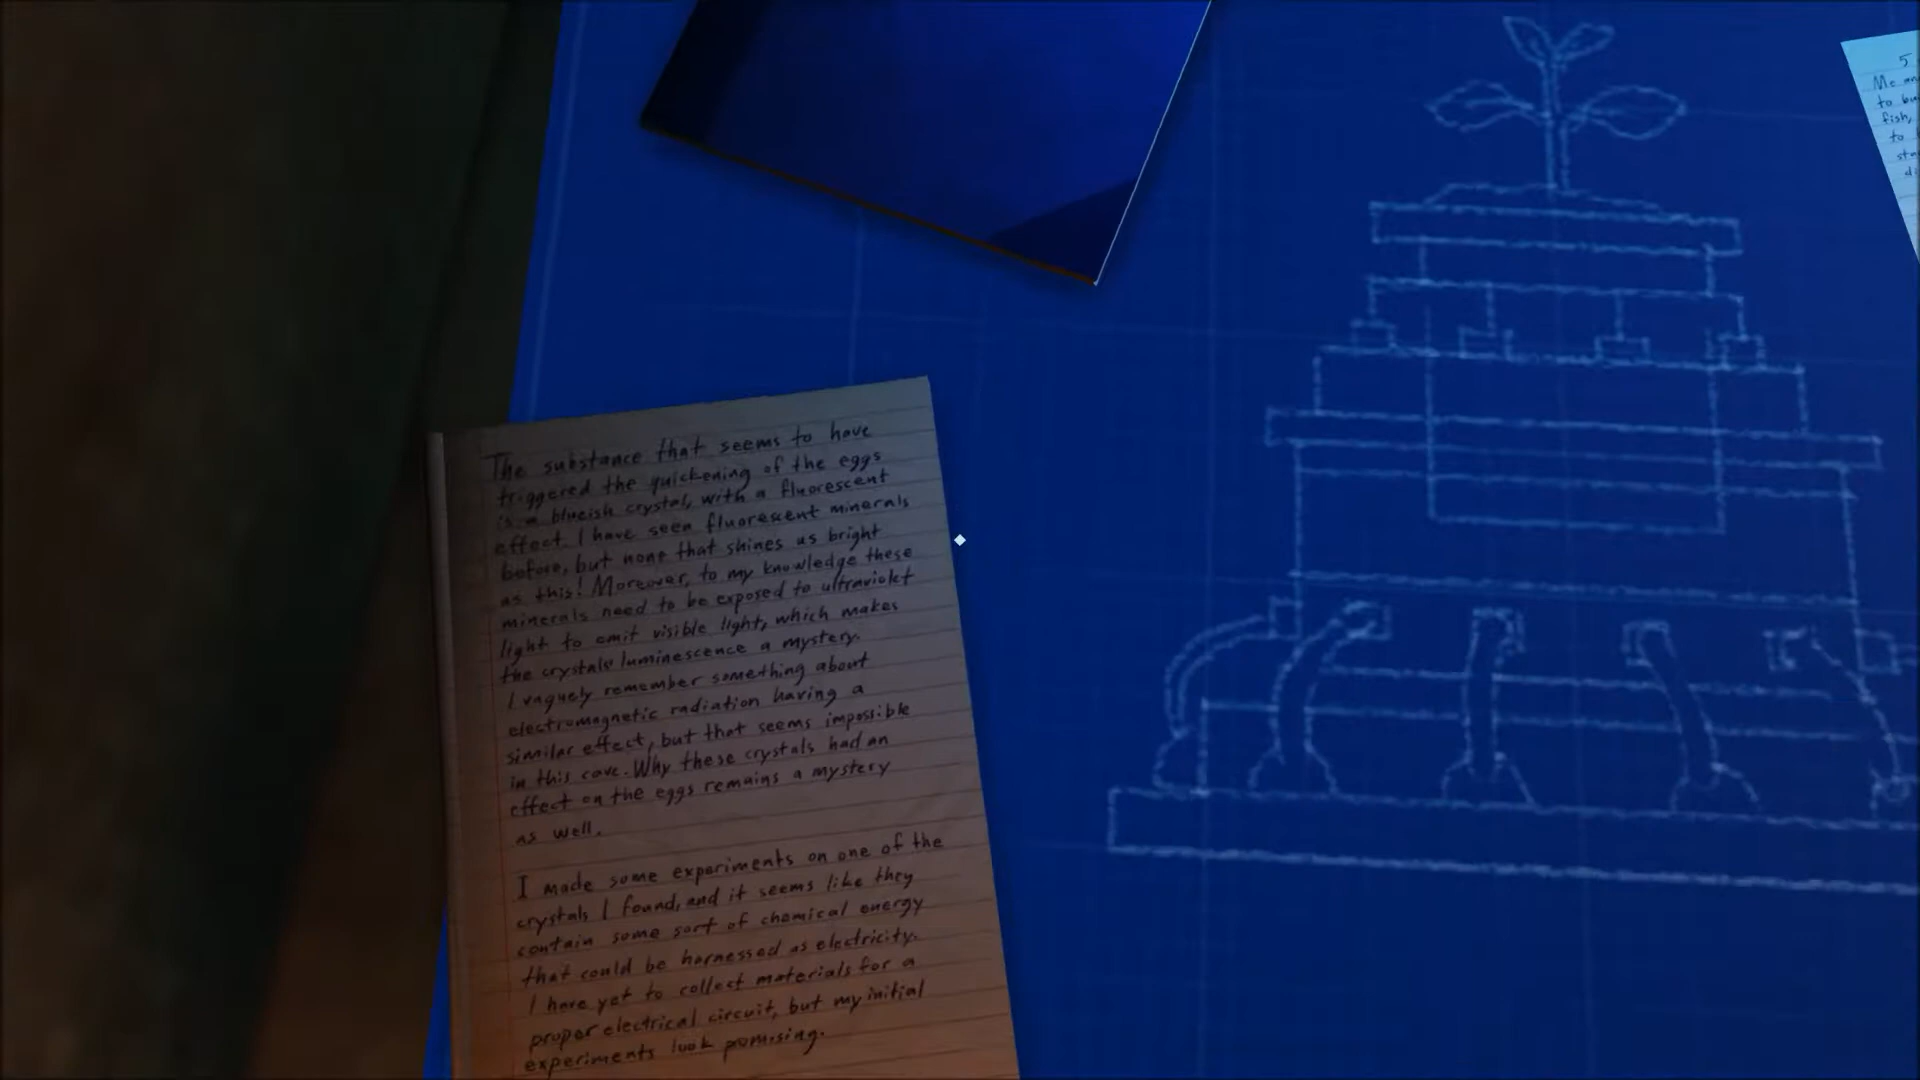 The substance that seems to have
triggered the quickening of the eggs
is a blueish crystal, with a fluorescent
effect. I have seen fluorescent minerals
before, but none that shines as bright
as this! Moreover, to my knowledge these
minerals need to be exposed to ultraviolet
light to emit visible light, which makes
the crystals' luminescence a mystery.
I vaguely remember something about
electromagnetic radiation having a
similar effect, but that seems impossible
in this cave. Why these crystals had an
effect on the eggs remains a mystery
as well.
I made some experiments on one of the
crystals I found, and it seems like they
contain some sort of chemical energy
that could be harnessed as electricity.
I have yet to collect materials for a
proper electrical circuit, but my initial
experiments look promising.
5
Me
to
fish,
to